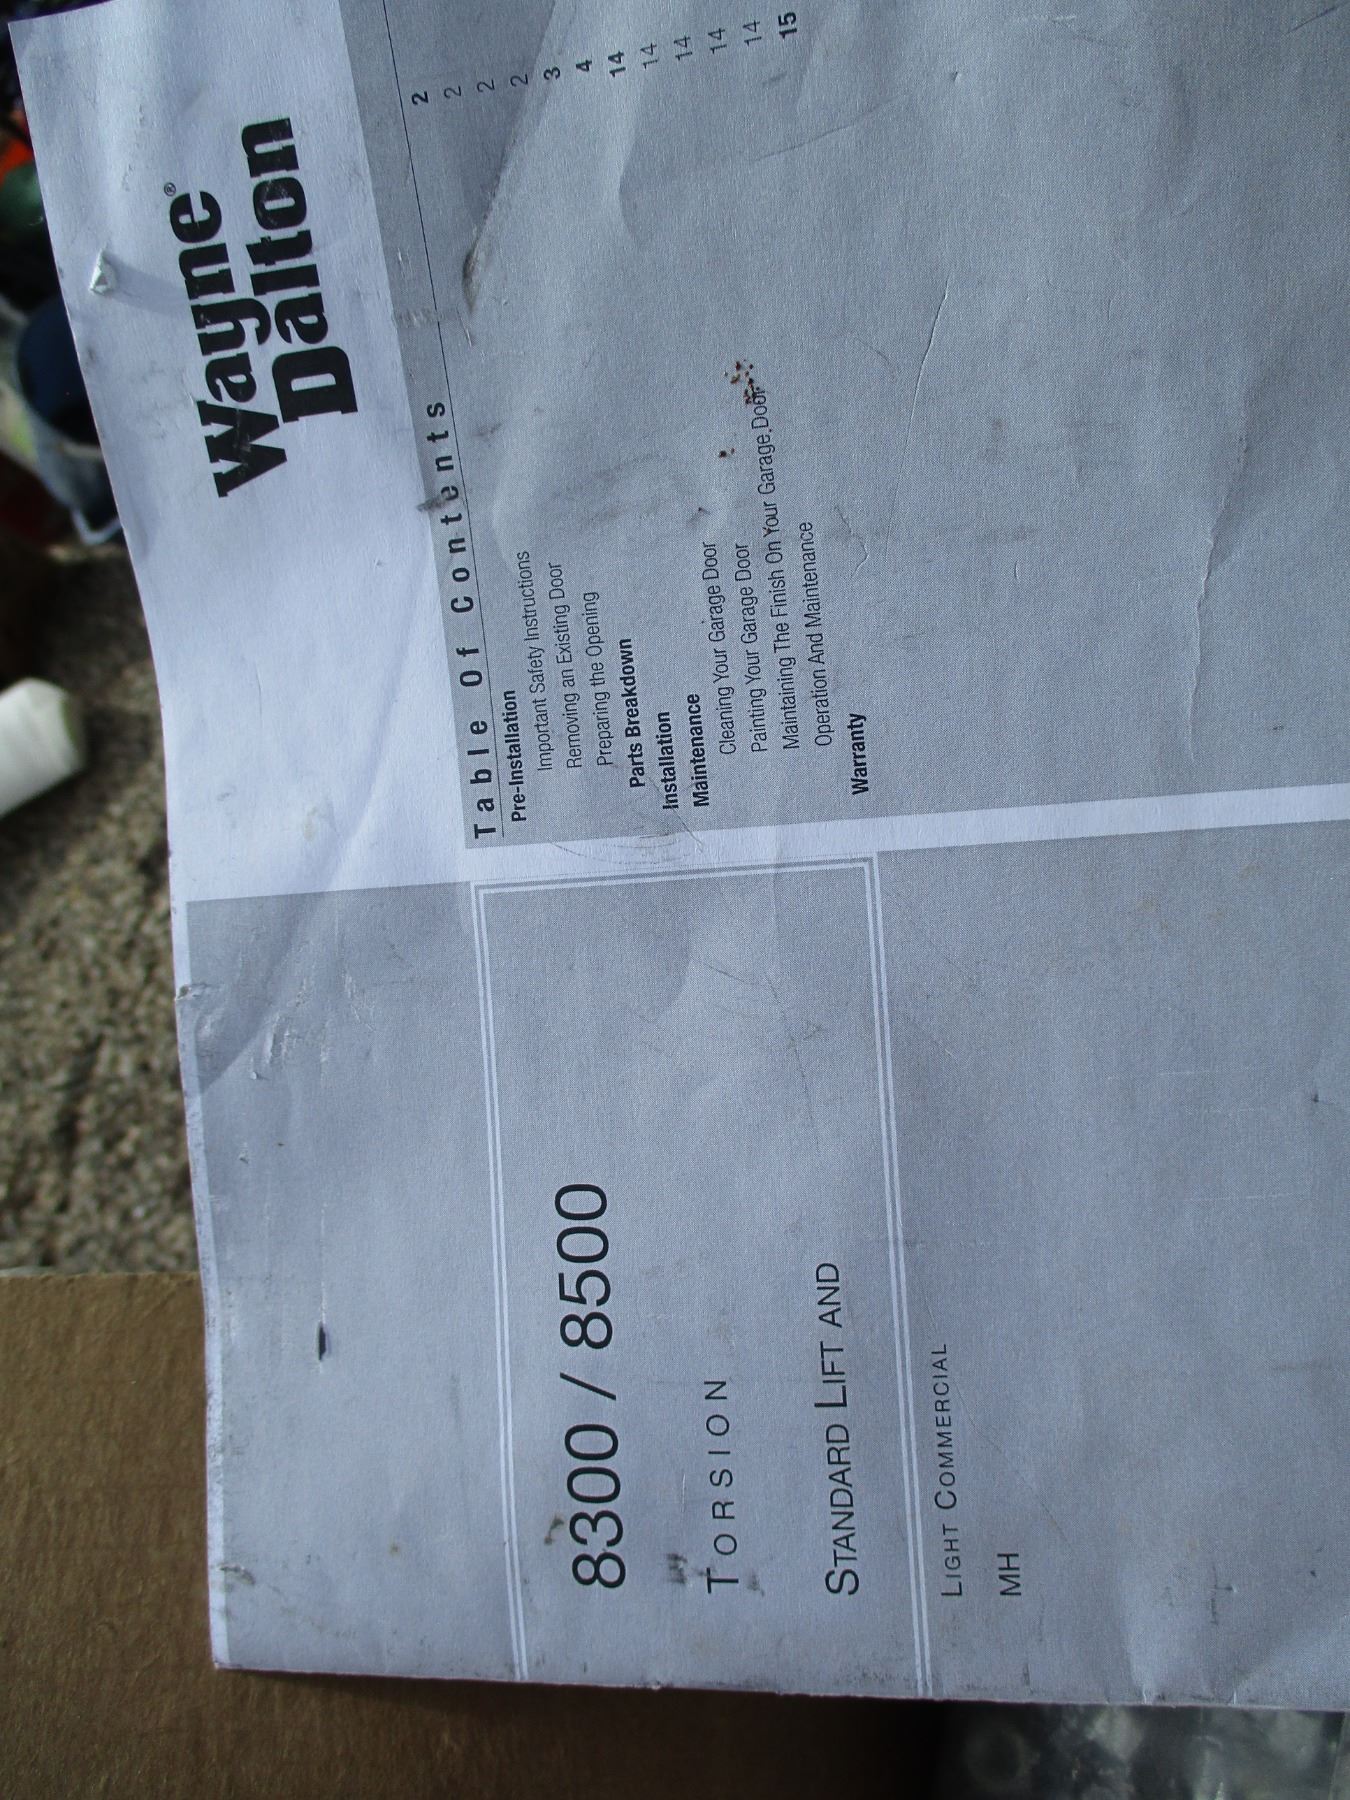 Wayne®
Dalton
8300 / 8500
TORSION
STANDARD LIFT AND
LIGHT COMMERCIAL
MH
Table Of Contents
Pre-Installation 2
Important Safety Instructions 2
Removing an Existing Door 2
Preparing the Opening 2
Parts Breakdown 3
Installation 4
Maintenance 14
Cleaning Your Garage Door 14
Painting Your Garage Door 14
Maintaining The Finish On Your Garage Door 14
Operation And Maintenance 14
Warranty 15